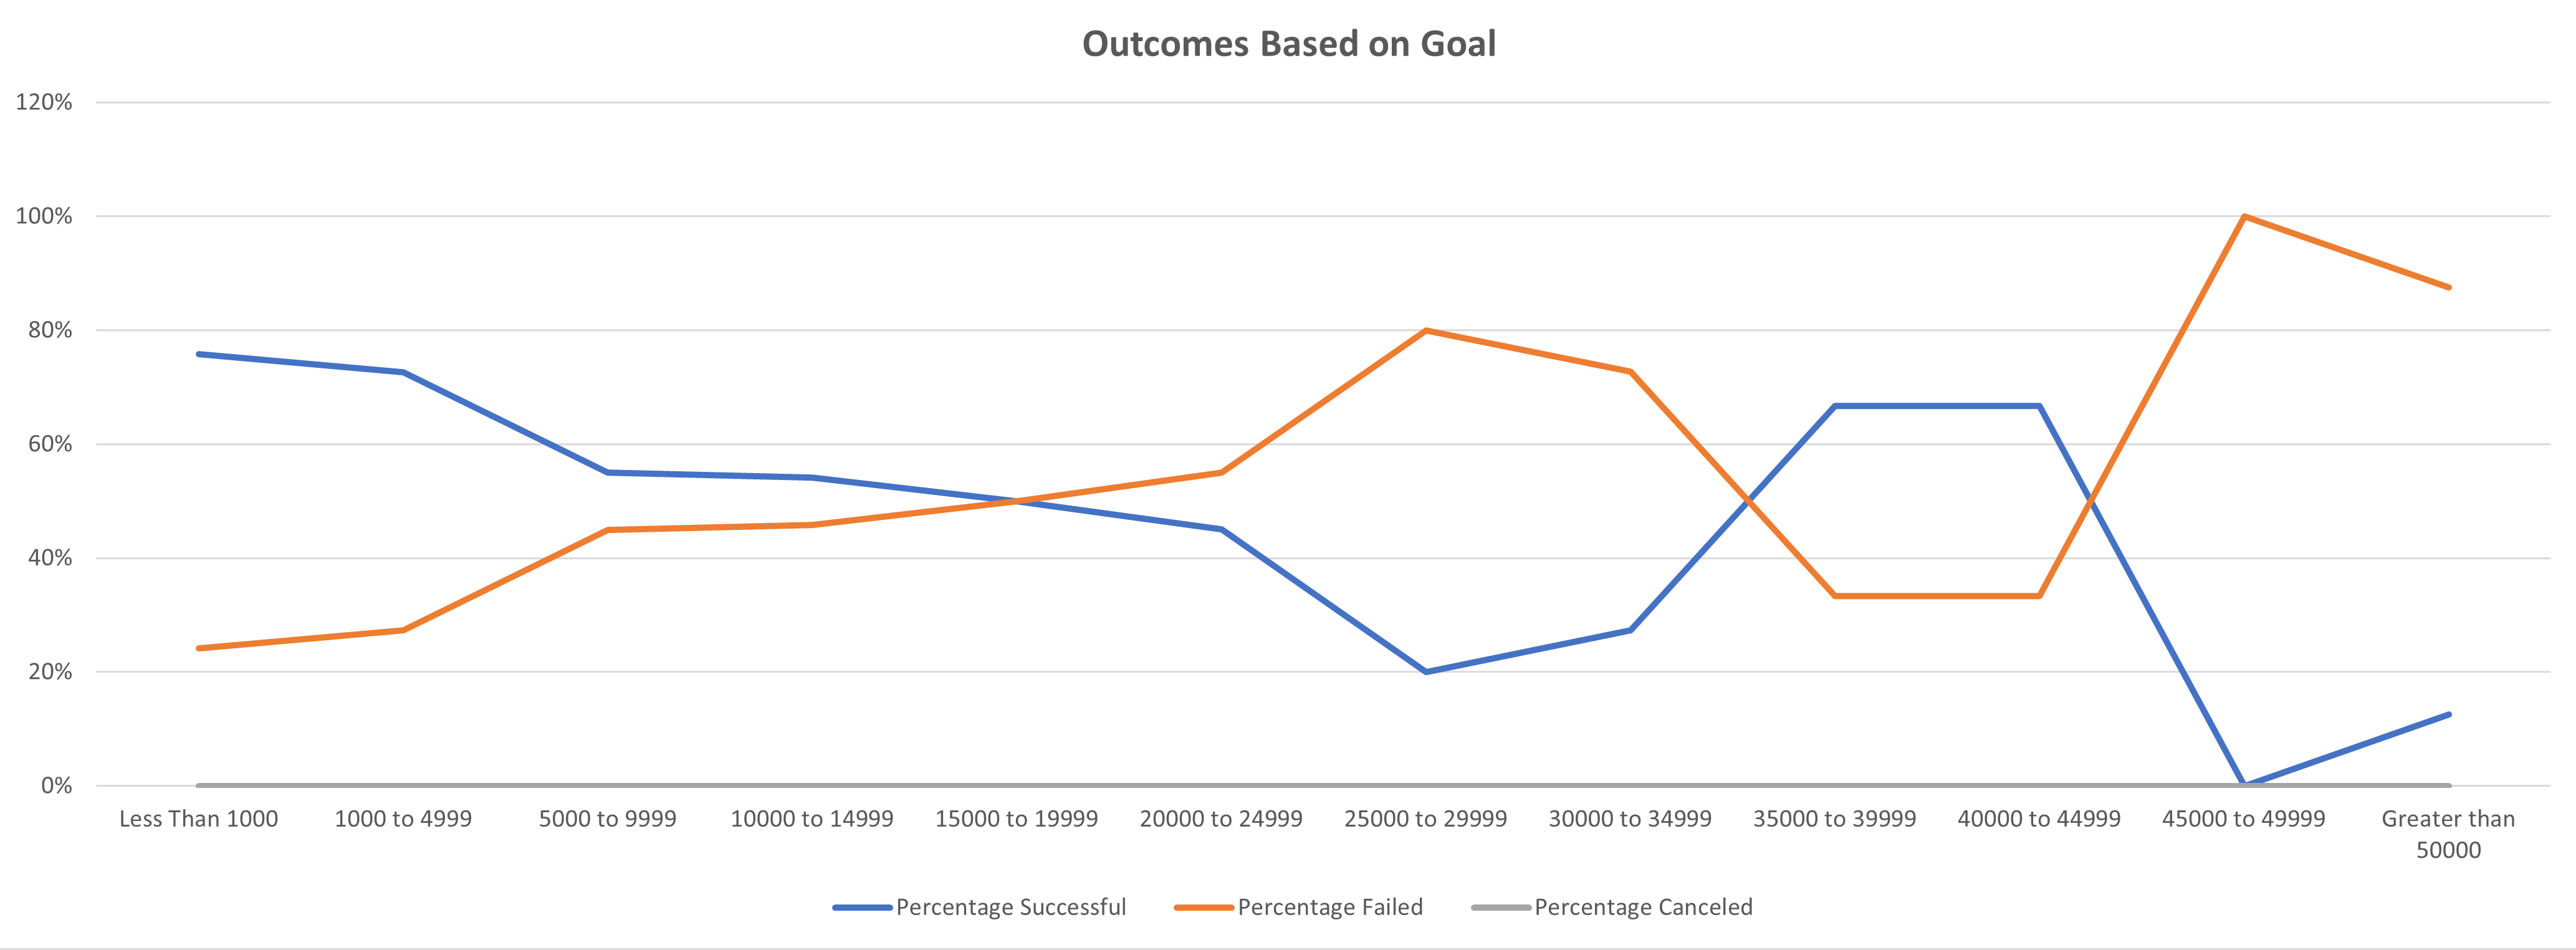 Outcomes Based on Goal
120%
100%
80%
60%
40%
20%
0%
Less Than 1000 1000 to 4999 5000 to 9999 10000 to 14999 15000 to 19999 20000 to 24999 25000 to 29999 30000 to 34999 35000 to 39999 40000 to 44999 45000 to 49999 Greater than
50000
Percentage Successful Percentage Failed Percentage Canceled